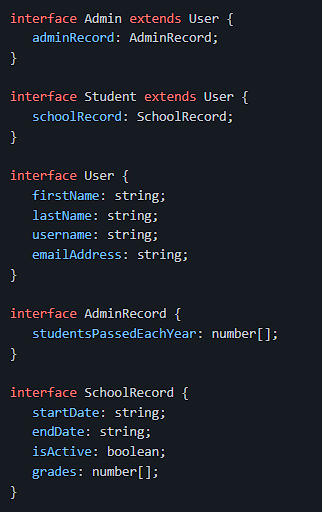 interface Admin extends User {
adminRecord: AdminRecord;
}
interface Student extends User {
schoolRecord: SchoolRecord;
}
interface User {
firstName: string;
lastName: string;
username: string;
emailAddress: string;
}
interface AdminRecord {
studentsPassedEachYear: number[];
}
interface SchoolRecord {
startDate: string;
endDate: string;
isActive: boolean;
grades: number[];
}